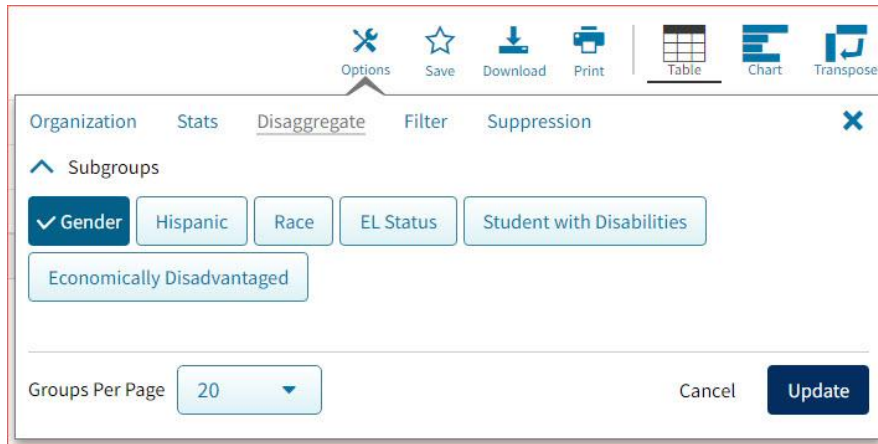 Options Save Download Print Table Chart Transpose
Organization Stats Disaggregate Filter Suppression
Subgroups
Gender Hispanic Race EL Status Student with Disabilities
Economically Disadvantaged
Groups Per Page 20 Cancel Update